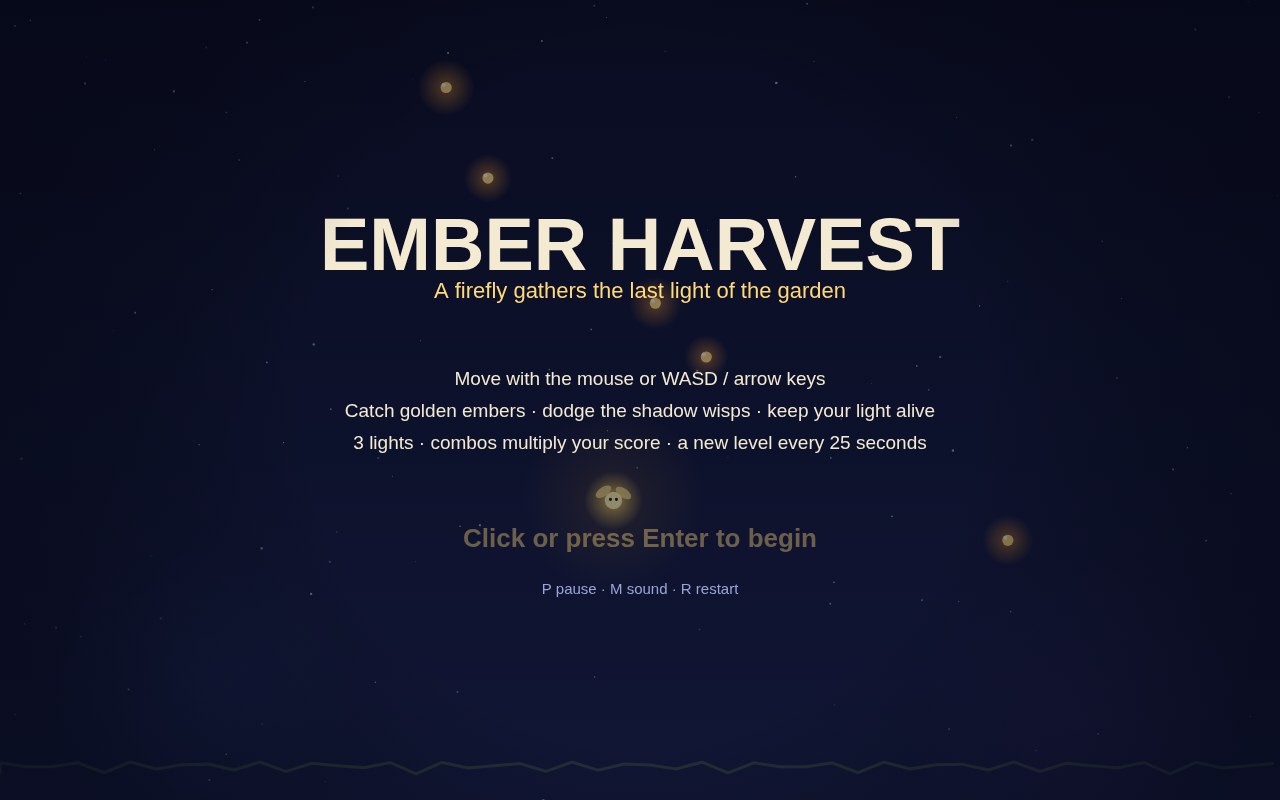 EMBER HARVEST
A firefly gathers the last light of the garden
Move with the mouse or WASD / arrow keys
Catch golden embers · dodge the shadow wisps · keep your light alive
3 lights · combos multiply your score · a new level every 25 seconds
Click or press Enter to begin
P pause · M sound · R restart